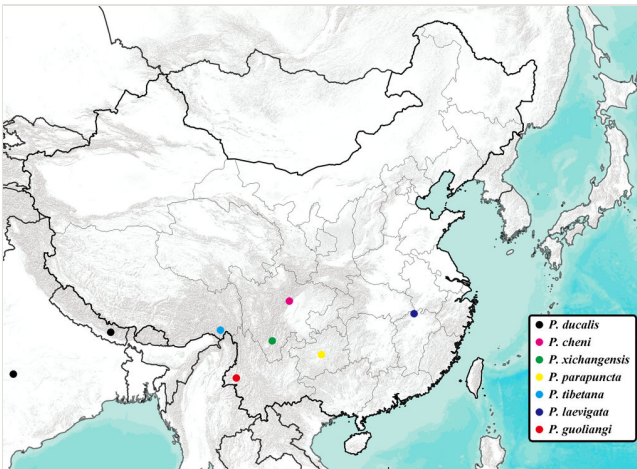 P. ducalis
P. cheni
P. xichangensis
P. parapuncta
P. tibetana
P. laevigata
P. guoliangi